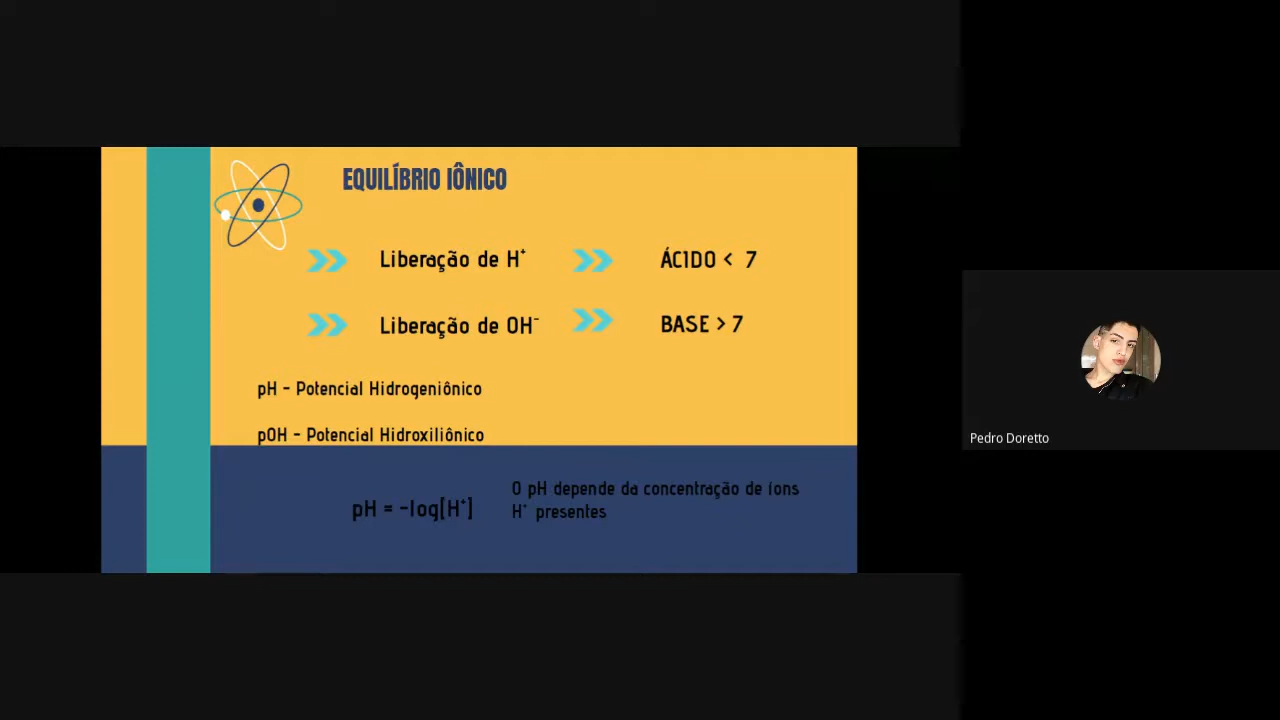 EQUILÍBRIO IÔNICO
Liberação de H⁺ ÁCIDO < 7
Liberação de OH⁻ BASE > 7
pH - Potencial Hidrogeniônico
pOH - Potencial Hidroxiliônico
pH = -log[H⁺]
O pH depende da concentração de íons
H⁺ presentes
Pedro Doretto